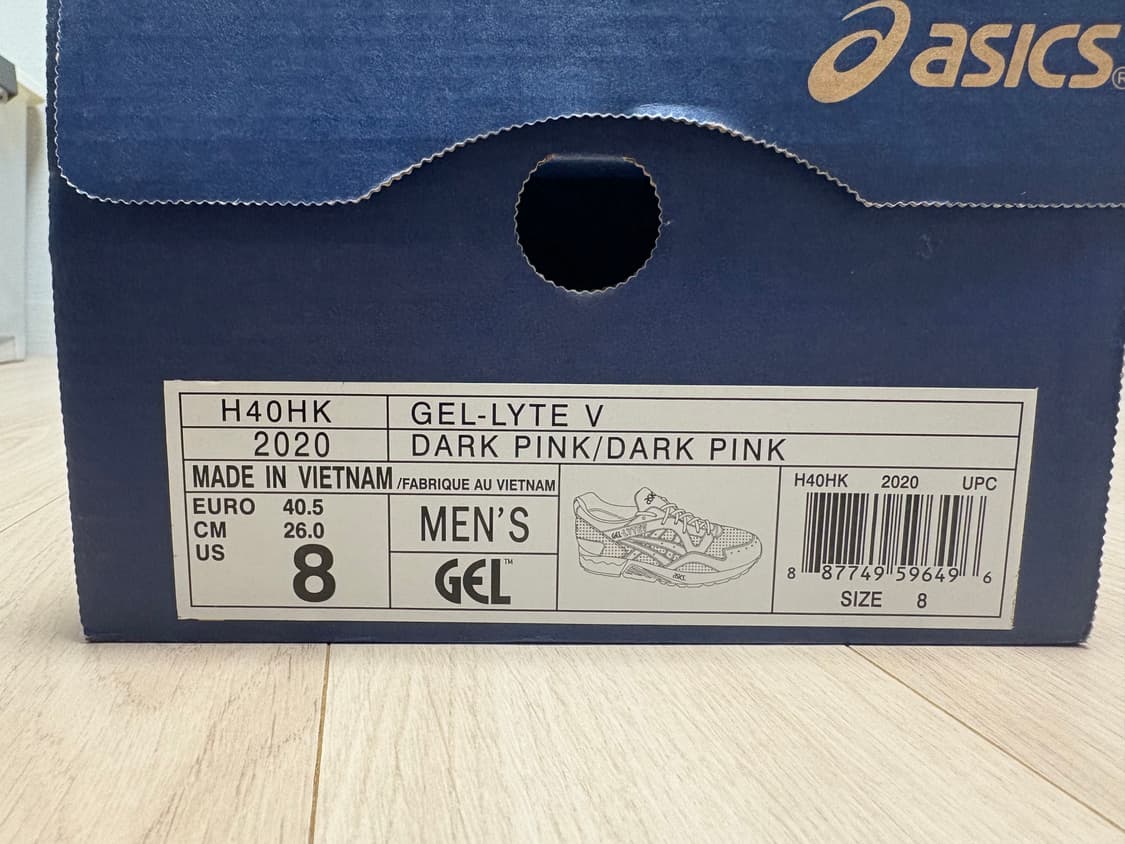 asics®
H40HK GEL-LYTE V
2020 DARK PINK/DARK PINK
MADE IN VIETNAM /FABRIQUE AU VIETNAM
EURO 40.5
CM 26.0
US 8
MEN'S
GEL™
H40HK 2020 UPC
8 87749 59649 6
SIZE 8